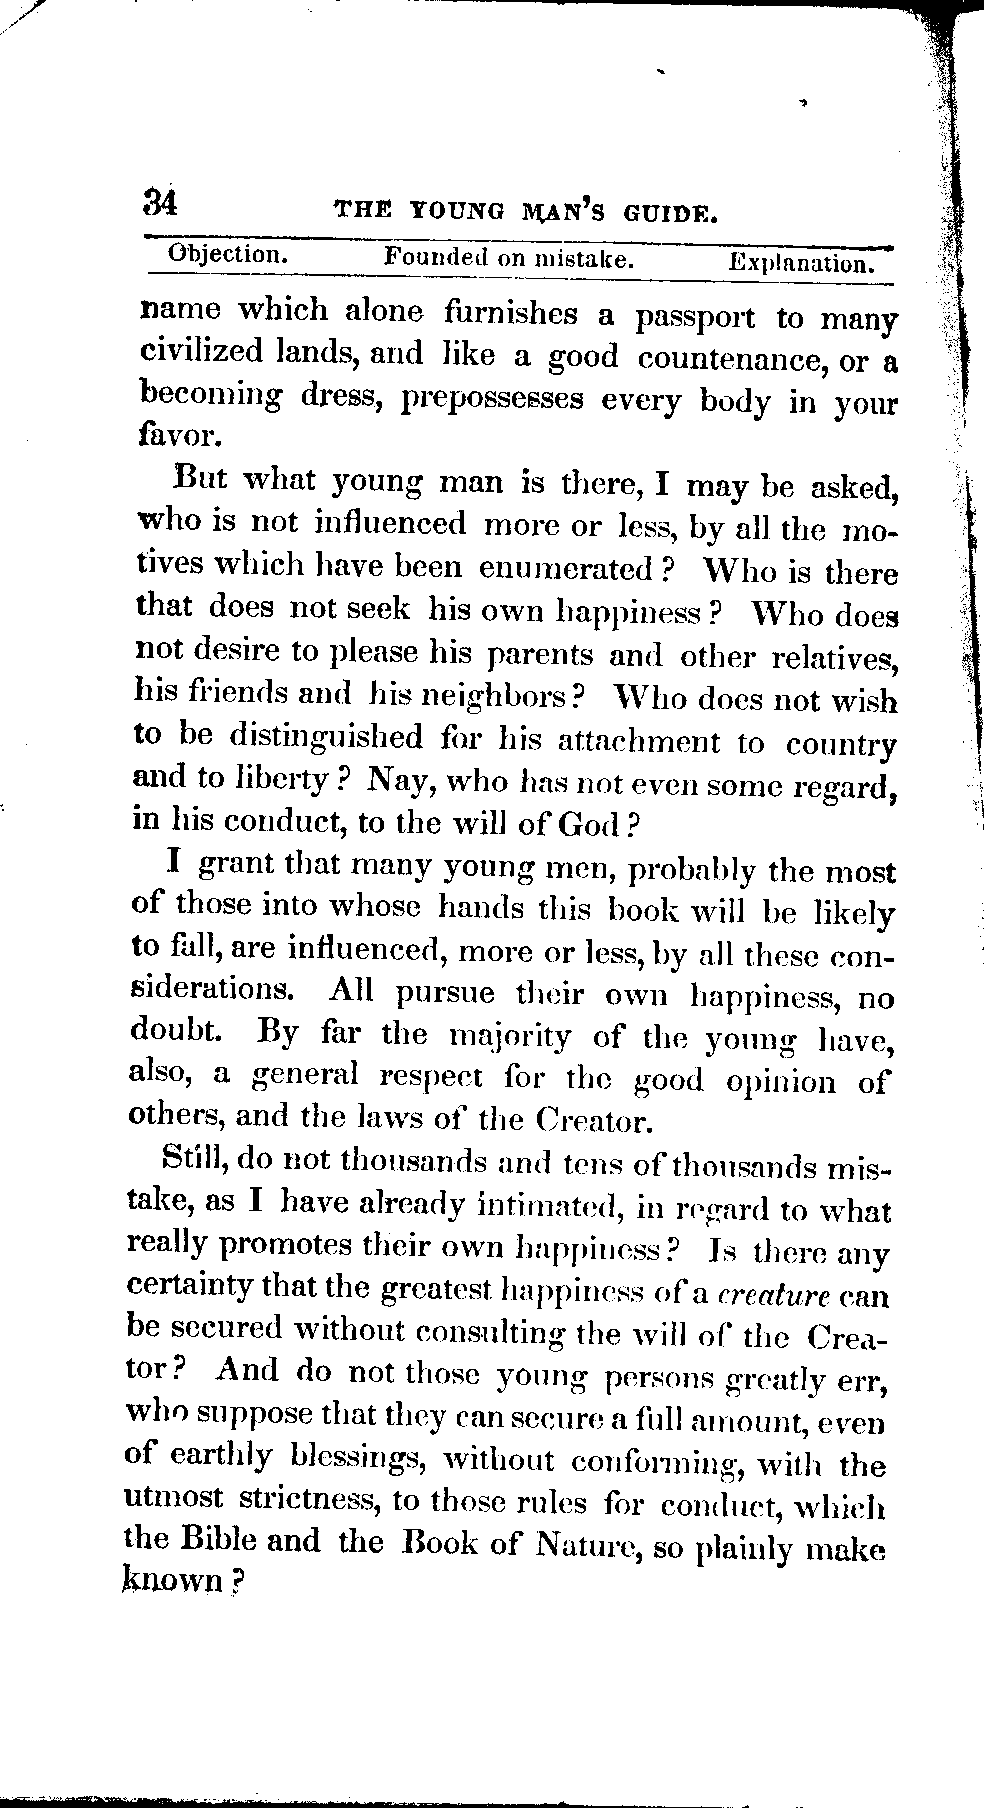 34 THE YOUNG MAN'S GUIDE.
Objection. Founded on mistake. Explanation.
name which alone furnishes a passport to many
civilized lands, and like a good countenance, or a
becoming dress, prepossesses every body in your
favor.
But what young man is there, I may be asked,
who is not influenced more or less, by all the mo-
tives which have been enumerated? Who is there
that does not seek his own happiness? Who does
not desire to please his parents and other relatives,
his friends and his neighbors? Who does not wish
to be distinguished for his attachment to country
and to liberty? Nay, who has not even some regard,
in his conduct, to the will of God?
I grant that many young men, probably the most
of those into whose hands this book will be likely
to fall, are influenced, more or less, by all these con-
siderations. All pursue their own happiness, no
doubt. By far the majority of the young have,
also, a general respect for the good opinion of
others, and the laws of the Creator.
Still, do not thousands and tens of thousands mis-
take, as I have already intimated, in regard to what
really promotes their own happiness? Is there any
certainty that the greatest happiness of a creature can
be secured without consulting the will of the Crea-
tor? And do not those young persons greatly err,
who suppose that they can secure a full amount, even
of earthly blessings, without conforming, with the
utmost strictness, to those rules for conduct, which
the Bible and the Book of Nature, so plainly make
known?